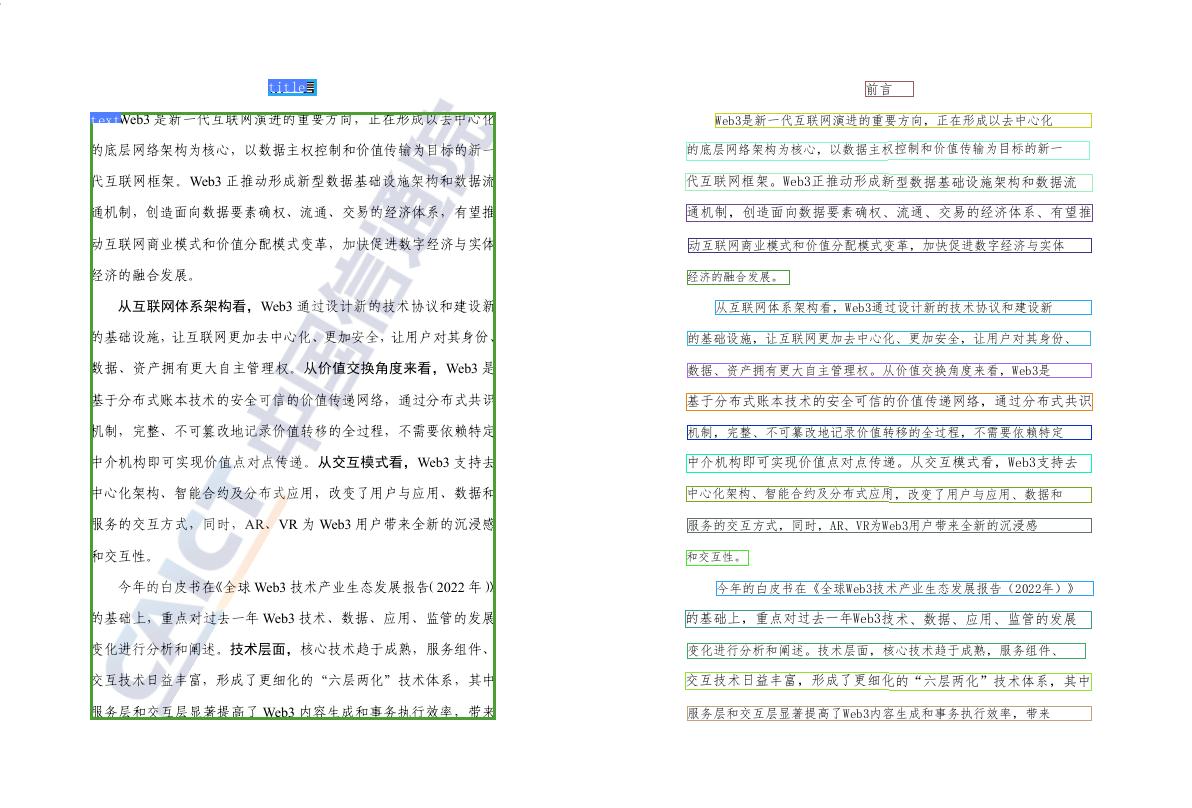 title
text
Web3 是新一代互联网演进的重要方向，正在形成以去中心化
的底层网络架构为核心，以数据主权控制和价值传输为目标的新一
代互联网框架。Web3 正推动形成新型数据基础设施架构和数据流
通机制，创造面向数据要素确权、流通、交易的经济体系，有望推
动互联网商业模式和价值分配模式变革，加快促进数字经济与实体
经济的融合发展。
从互联网体系架构看，Web3 通过设计新的技术协议和建设新
的基础设施，让互联网更加去中心化、更加安全，让用户对其身份、
数据、资产拥有更大自主管理权。从价值交换角度来看，Web3 是
基于分布式账本技术的安全可信的价值传递网络，通过分布式共识
机制，完整、不可篡改地记录价值转移的全过程，不需要依赖特定
中介机构即可实现价值点对点传递。从交互模式看，Web3 支持去
中心化架构、智能合约及分布式应用，改变了用户与应用、数据和
服务的交互方式，同时，AR、VR 为 Web3 用户带来全新的沉浸感
和交互性。
今年的白皮书在《全球 Web3 技术产业生态发展报告（2022 年）》
的基础上，重点对过去一年 Web3 技术、数据、应用、监管的发展
变化进行分析和阐述。技术层面，核心技术趋于成熟，服务组件、
交互技术日益丰富，形成了更细化的“六层两化”技术体系，其中
服务层和交互层显著提高了 Web3 内容生成和事务执行效率，带来
CAICT 中国信通院
前言
Web3是新一代互联网演进的重要方向，正在形成以去中心化
的底层网络架构为核心，以数据主权控制和价值传输为目标的新一
代互联网框架。Web3正推动形成新型数据基础设施架构和数据流
通机制，创造面向数据要素确权、流通、交易的经济体系、有望推
动互联网商业模式和价值分配模式变革，加快促进数字经济与实体
经济的融合发展。
从互联网体系架构看，Web3通过设计新的技术协议和建设新
的基础设施，让互联网更加去中心化、更加安全，让用户对其身份、
数据、资产拥有更大自主管理权。从价值交换角度来看，Web3是
基于分布式账本技术的安全可信的价值传递网络，通过分布式共识
机制，完整、不可篡改地记录价值转移的全过程，不需要依赖特定
中介机构即可实现价值点对点传递。从交互模式看，Web3支持去
中心化架构、智能合约及分布式应用，改变了用户与应用、数据和
服务的交互方式，同时，AR、VR为Web3用户带来全新的沉浸感
和交互性。
今年的白皮书在《全球Web3技术产业生态发展报告（2022年）》
的基础上，重点对过去一年Web3技术、数据、应用、监管的发展
变化进行分析和阐述。技术层面，核心技术趋于成熟，服务组件、
交互技术日益丰富，形成了更细化的“六层两化”技术体系，其中
服务层和交互层显著提高了Web3内容生成和事务执行效率，带来